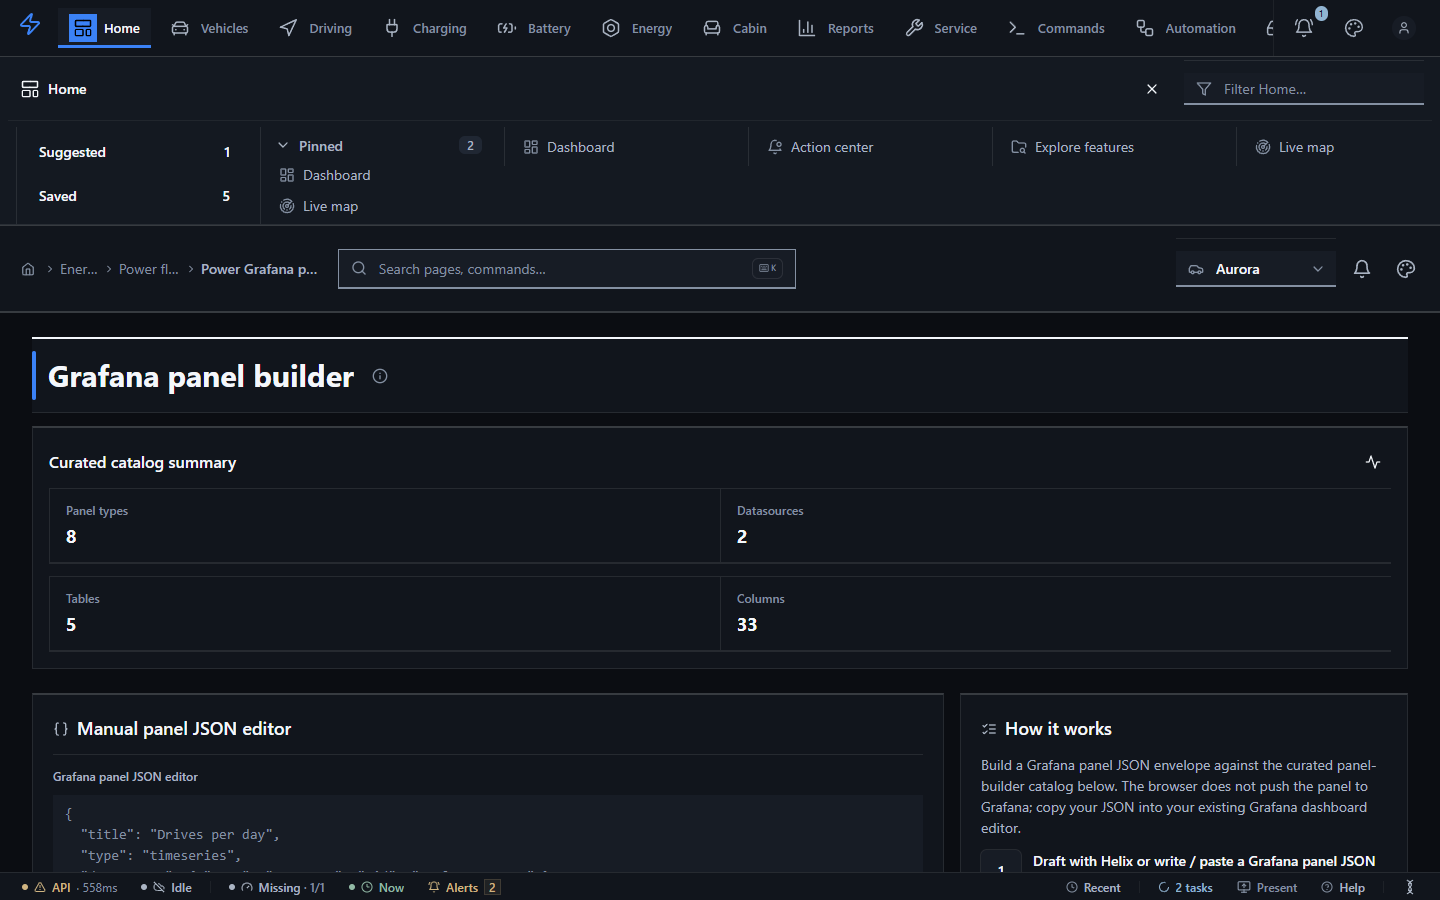 Home
Vehicles
Driving
Charging
Battery
Energy
Cabin
Reports
Service
Commands
Automation
1
Home
Filter Home...
Suggested 1
Saved 5
Pinned 2
Dashboard
Live map
Dashboard
Action center
Explore features
Live map
Ener... Power fl... Power Grafana p...
Search pages, commands...
K
Aurora
Grafana panel builder
Curated catalog summary
Panel types
8
Datasources
2
Tables
5
Columns
33
Manual panel JSON editor
Grafana panel JSON editor
{
"title": "Drives per day",
"type": "timeseries",
How it works
Build a Grafana panel JSON envelope against the curated panel-
builder catalog below. The browser does not push the panel to
Grafana; copy your JSON into your existing Grafana dashboard
editor.
1
Draft with Helix or write / paste a Grafana panel JSON
API · 558ms
Idle
Missing · 1/1
Now
Alerts 2
Recent
2 tasks
Present
Help